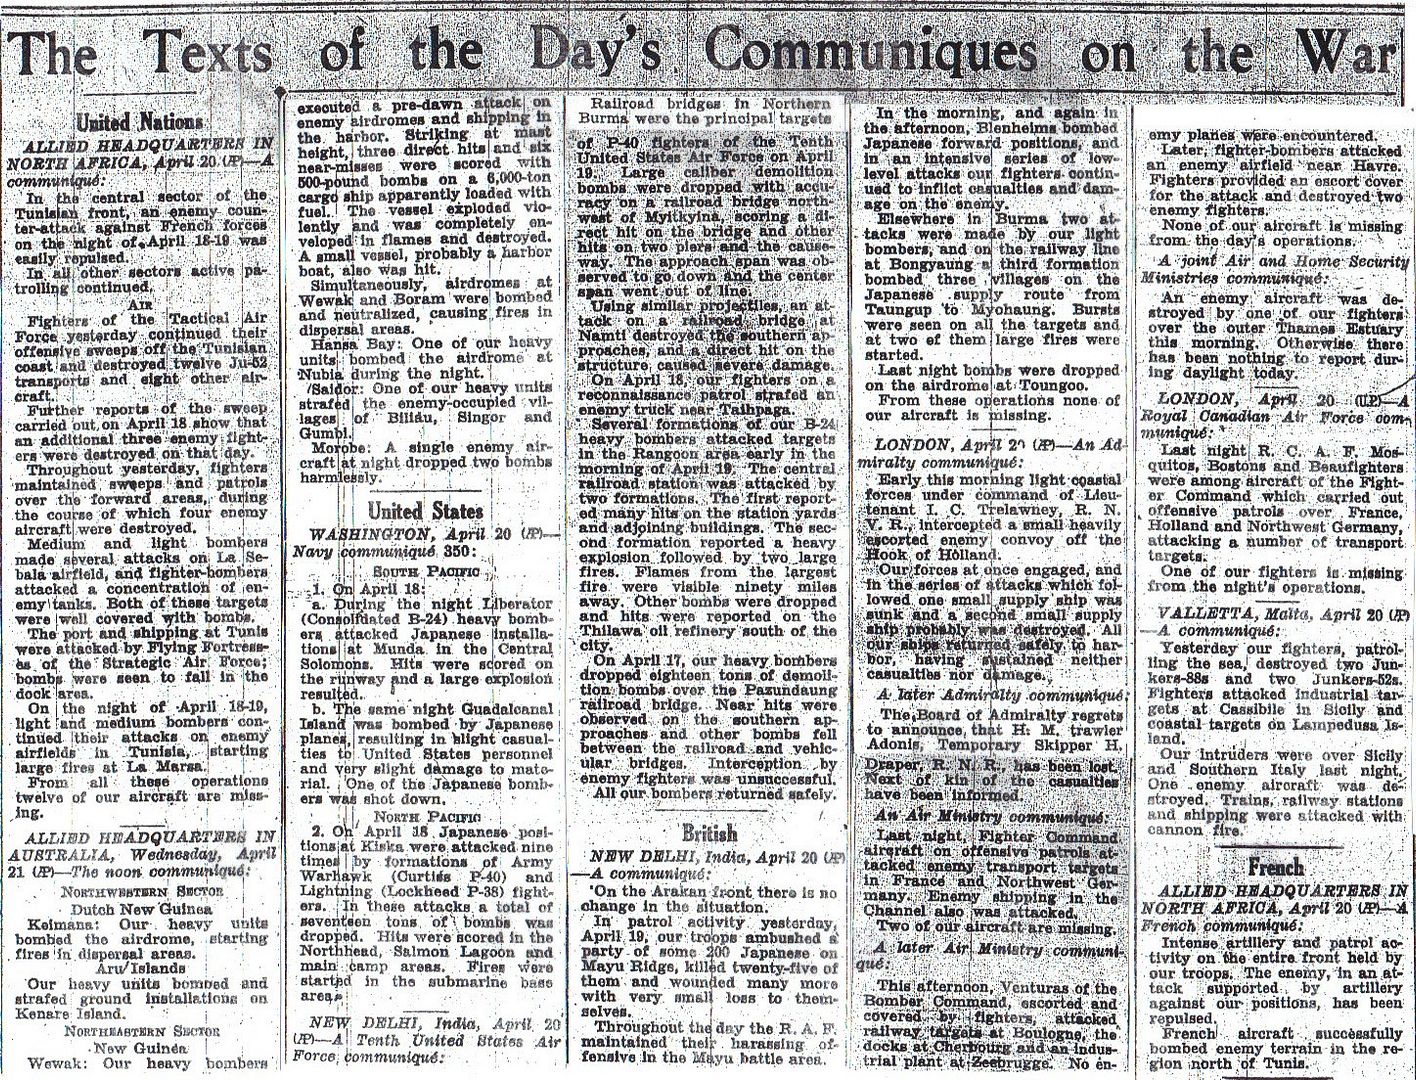 The Texts of the Day's Communiques on the War
United Nations
ALLIED HEADQUARTERS IN
NORTH AFRICA, April 20 (AP)—A
communiqué:
In the central sector of the
Tunisian front, an enemy coun-
ter-attack against French forces
on the night of April 18-19 was
easily repulsed.
In all other sectors active pa-
trolling continued.
AIR
Fighters of the Tactical Air
Force yesterday continued their
offensive sweeps off the Tunisian
coast and destroyed twelve Ju-52
transports and eight other air-
craft.
Further reports of the sweep
carried out on April 18 show that
an additional three enemy fight-
ers were destroyed on that day.
Throughout yesterday, fighters
maintained sweeps and patrols
over the forward areas, during
the course of which four enemy
aircraft were destroyed.
Medium and light bombers
made several attacks on La Se-
bala airfield, and fighter-bombers
attacked a concentration of en-
emy tanks. Both of these targets
were well covered with bombs.
The port and shipping at Tunis
were attacked by Flying Fortress-
es of the Strategic Air Force;
bombs were seen to fall in the
dock area.
On the night of April 18-19,
light and medium bombers con-
tinued their attacks on enemy
airfields in Tunisia, starting
large fires at La Marsa.
From all these operations
twelve of our aircraft are miss-
ing.
ALLIED HEADQUARTERS IN
AUSTRALIA, Wednesday, April
21 (AP)—The noon communiqué:
NORTHWESTERN SECTOR
Dutch New Guinea
Keimana: Our heavy units
bombed the airdrome, starting
fires in dispersal areas.
Aru Islands
Our heavy units bombed and
strafed ground installations on
Kenare Island.
NORTHEASTERN SECTOR
New Guinea
Wewak: Our heavy bombers
executed a pre-dawn attack on
enemy airdromes and shipping in
the harbor. Striking at mast
height, three direct hits and six
near-misses were scored with
500-pound bombs on a 6,000-ton
cargo ship apparently loaded with
fuel. The vessel exploded vio-
lently and was completely en-
veloped in flames and destroyed.
A small vessel, probably a harbor
boat, also was hit.
Simultaneously, airdromes at
Wewak and Boram were bombed
and neutralized, causing fires in
dispersal areas.
Hansa Bay: One of our heavy
units bombed the airdrome at
Nubia during the night.
Saidor: One of our heavy units
strafed the enemy-occupied vil-
lages of Biliau, Singor and
Gumbi.
Morobe: A single enemy air-
craft at night dropped two bombs
harmlessly.
United States
WASHINGTON, April 20 (AP)—
Navy communiqué 350:
SOUTH PACIFIC
1. On April 18:
a. During the night Liberator
(Consolidated B-24) heavy bomb-
ers attacked Japanese installa-
tions at Munda in the Central
Solomons. Hits were scored on
the runway and a large explosion
resulted.
b. The same night Guadalcanal
Island was bombed by Japanese
planes, resulting in slight casual-
ties to United States personnel
and very slight damage to mate-
rial. One of the Japanese bomb-
ers was shot down.
NORTH PACIFIC
2. On April 18 Japanese posi-
tions at Kiska were attacked nine
times by formations of Army
Warhawk (Curtiss P-40) and
Lightning (Lockheed P-38) fight-
ers. In these attacks a total of
seventeen tons of bombs was
dropped. Hits were scored in the
Northhead, Salmon Lagoon and
main camp areas. Fires were
started in the submarine base
area.
NEW DELHI, India, April 20
(AP)—A Tenth United States Air
Force communiqué:
Railroad bridges in Northern
Burma were the principal targets
of P-40 fighters of the Tenth
United States Air Force on April
19. Large caliber demolition
bombs were dropped with accu-
racy on a railroad bridge north-
west of Myitkyina, scoring a di-
rect hit on the bridge and other
hits on two piers and the cause-
way. The approach span was ob-
served to go down and the center
span went out of line.
Using similar projectiles, an at-
tack on a railroad bridge at
Namti destroyed the southern ap-
proaches, and a direct hit on the
structure caused severe damage.
On April 18, our fighters on a
reconnaissance patrol strafed an
enemy truck near Taihpaga.
Several formations of our B-24
heavy bombers attacked targets
in the Rangoon area early in the
morning of April 19. The central
railroad station was attacked by
two formations. The first report-
ed many hits on the station yards
and adjoining buildings. The sec-
ond formation reported a heavy
explosion followed by two large
fires. Flames from the largest
fire were visible ninety miles
away. Other bombs were dropped
and hits were reported on the
Thilawa oil refinery south of the
city.
On April 17, our heavy bombers
dropped eighteen tons of demoli-
tion bombs over the Pazundaung
railroad bridge. Near hits were
observed on the southern ap-
proaches and other bombs fell
between the railroad and vehic-
ular bridges. Interception by
enemy fighters was unsuccessful.
All our bombers returned safely.
British
NEW DELHI, India, April 20 (AP)
—A communiqué:
On the Arakan front there is no
change in the situation.
In patrol activity yesterday,
April 19, our troops ambushed a
party of some 200 Japanese on
Mayu Ridge, killed twenty-five of
them and wounded many more
with very small loss to them-
selves.
Throughout the day the R. A. F.
maintained their harassing of-
fensive in the Mayu battle area.
In the morning, and again in
the afternoon, Blenheims bombed
Japanese forward positions, and
in an intensive series of low-
level attacks our fighters contin-
ued to inflict casualties and dam-
age on the enemy.
Elsewhere in Burma two at-
tacks were made by our light
bombers, and on the railway line
at Bongyaung a third formation
bombed three villages on the
Japanese supply route from
Taungup to Myohaung. Bursts
were seen on all the targets and
at two of them large fires were
started.
Last night bombs were dropped
on the airdrome at Toungoo.
From these operations none of
our aircraft is missing.
LONDON, April 20 (AP)—An Ad-
miralty communiqué:
Early this morning light coastal
forces under command of Lieu-
tenant I. C. Trelawney, R. N.
V. R., intercepted a small heavily
escorted enemy convoy off the
Hook of Holland.
Our forces at once engaged, and
in the series of attacks which fol-
lowed one small supply ship was
sunk and a second small supply
ship probably was destroyed. All
our ships returned safely to har-
bor, having sustained neither
casualties nor damage.
A later Admiralty communiqué:
The Board of Admiralty regrets
to announce that H. M. trawler
Adonis, Temporary Skipper H.
Draper, R. N. R., has been lost.
Next of kin of the casualties
have been informed.
An Air Ministry communiqué:
Last night, Fighter Command
aircraft on offensive patrols at-
tacked enemy transport targets
in France and Northwest Ger-
many. Enemy shipping in the
Channel also was attacked.
Two of our aircraft are missing.
A later Air Ministry communi-
qué:
This afternoon, Venturas of the
Bomber Command, escorted and
covered by fighters, attacked
railway targets at Boulogne, the
docks at Cherbourg and an indus-
trial plant at Zeebrugge. No en-
emy planes were encountered.
Later, fighter-bombers attacked
an enemy airfield near Havre.
Fighters provided an escort cover
for the attack and destroyed two
enemy fighters.
None of our aircraft is missing
from the day's operations.
A joint Air and Home Security
Ministries communiqué:
An enemy aircraft was de-
stroyed by one of our fighters
over the outer Thames Estuary
this morning. Otherwise there
has been nothing to report dur-
ing daylight today.
LONDON, April 20 (UP)—A
Royal Canadian Air Force com-
muniqué:
Last night R. C. A. F. Mos-
quitos, Bostons and Beaufighters
were among aircraft of the Fight-
er Command which carried out
offensive patrols over France,
Holland and Northwest Germany,
attacking a number of transport
targets.
One of our fighters is missing
from the night's operations.
VALLETTA, Malta, April 20 (AP)
—A communiqué:
Yesterday our fighters, patrol-
ling the sea, destroyed two Jun-
kers-88s and two Junkers-52s.
Fighters attacked industrial tar-
gets at Cassibile in Sicily and
coastal targets on Lampedusa Is-
land.
Our intruders were over Sicily
and Southern Italy last night.
One enemy aircraft was de-
stroyed. Trains, railway stations
and shipping were attacked with
cannon fire.
French
ALLIED HEADQUARTERS IN
NORTH AFRICA, April 20 (AP)—A
French communiqué:
Intense artillery and patrol ac-
tivity on the entire front held by
our troops. The enemy, in an at-
tack supported by artillery
against our positions, has been
repulsed.
French aircraft successfully
bombed enemy terrain in the re-
gion north of Tunis.